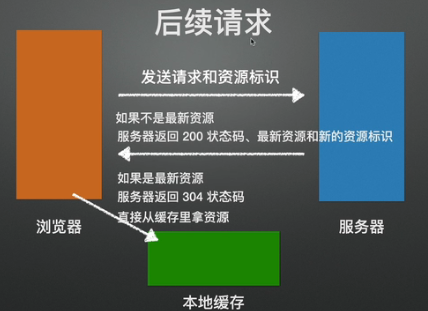 后续请求
发送请求和资源标识
如果不是最新资源
服务器返回 200 状态码、最新资源和新的资源标识
如果是最新资源
服务器返回 304 状态码
直接从缓存里拿资源
浏览器
服务器
本地缓存